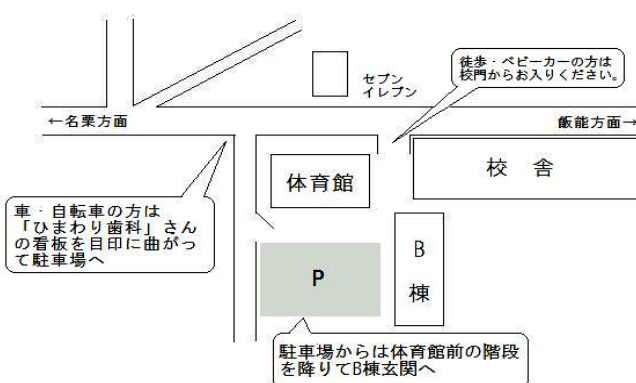 徒歩・ベビーカーの方は
校門からお入りください。
セブン
イレブン
←名栗方面
飯能方面→
体育館
校 舎
車・自転車の方は
「ひまわり歯科」さん
の看板を目印に曲がっ
て駐車場へ
B
棟
P
駐車場からは体育館前の階段
を降りてB棟玄関へ